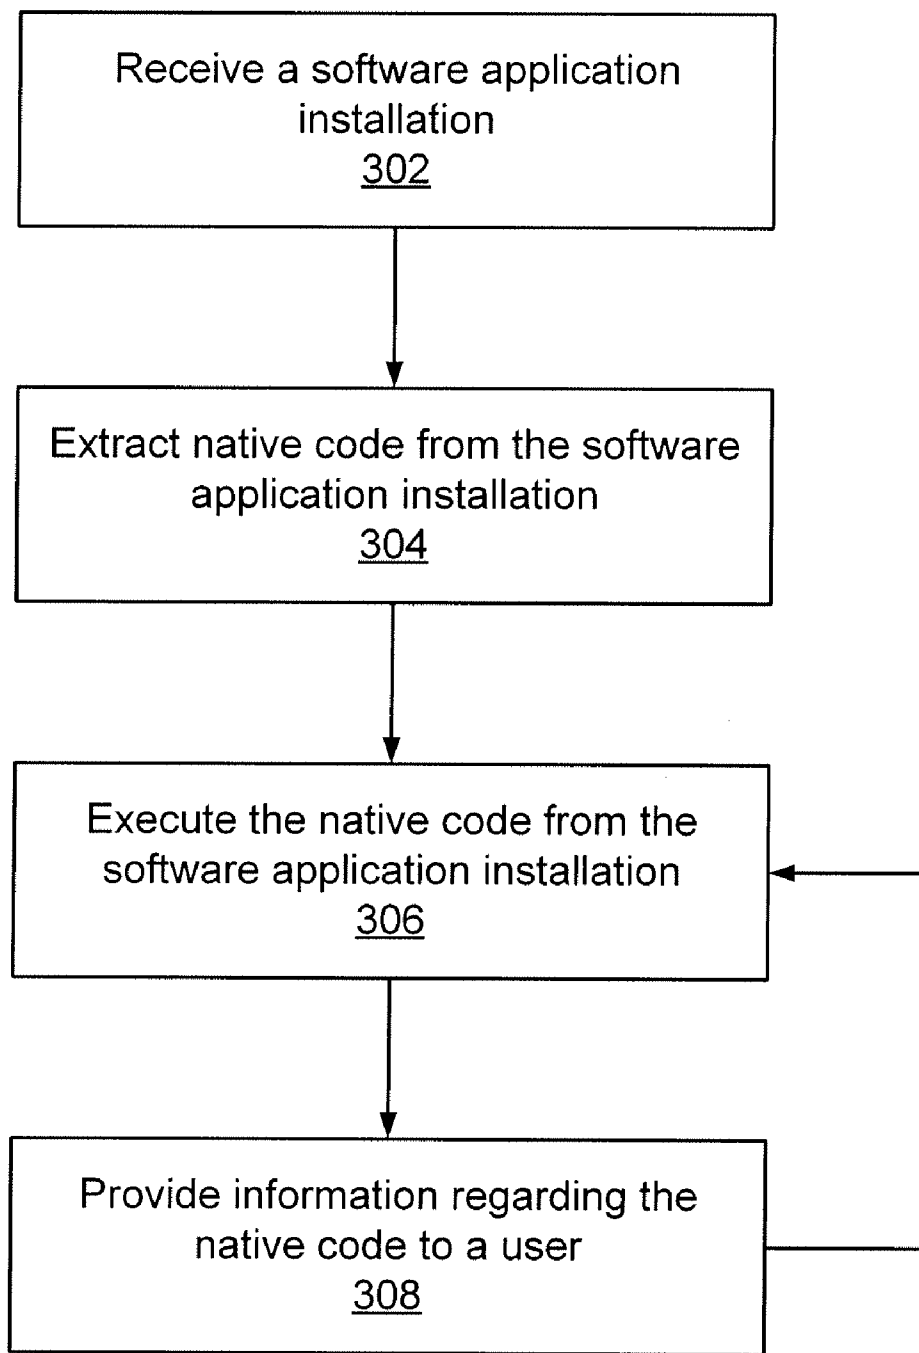 Receive a software application
installation
302
Extract native code from the software
application installation
304
Execute the native code from the
software application installation
306
Provide information regarding the
native code to a user
308